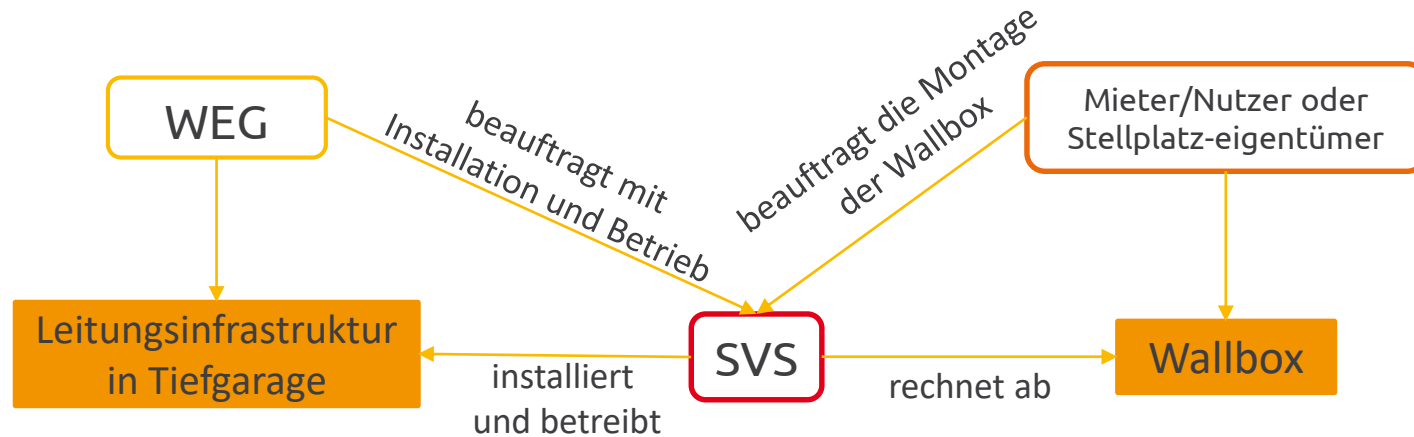 WEG
beauftragt mit
Installation und Betrieb
beauftragt die Montage
der Wallbox
Mieter/Nutzer oder
Stellplatz-eigentümer
Leitungsinfrastruktur
in Tiefgarage
installiert
und betreibt
SVS
rechnet ab
Wallbox